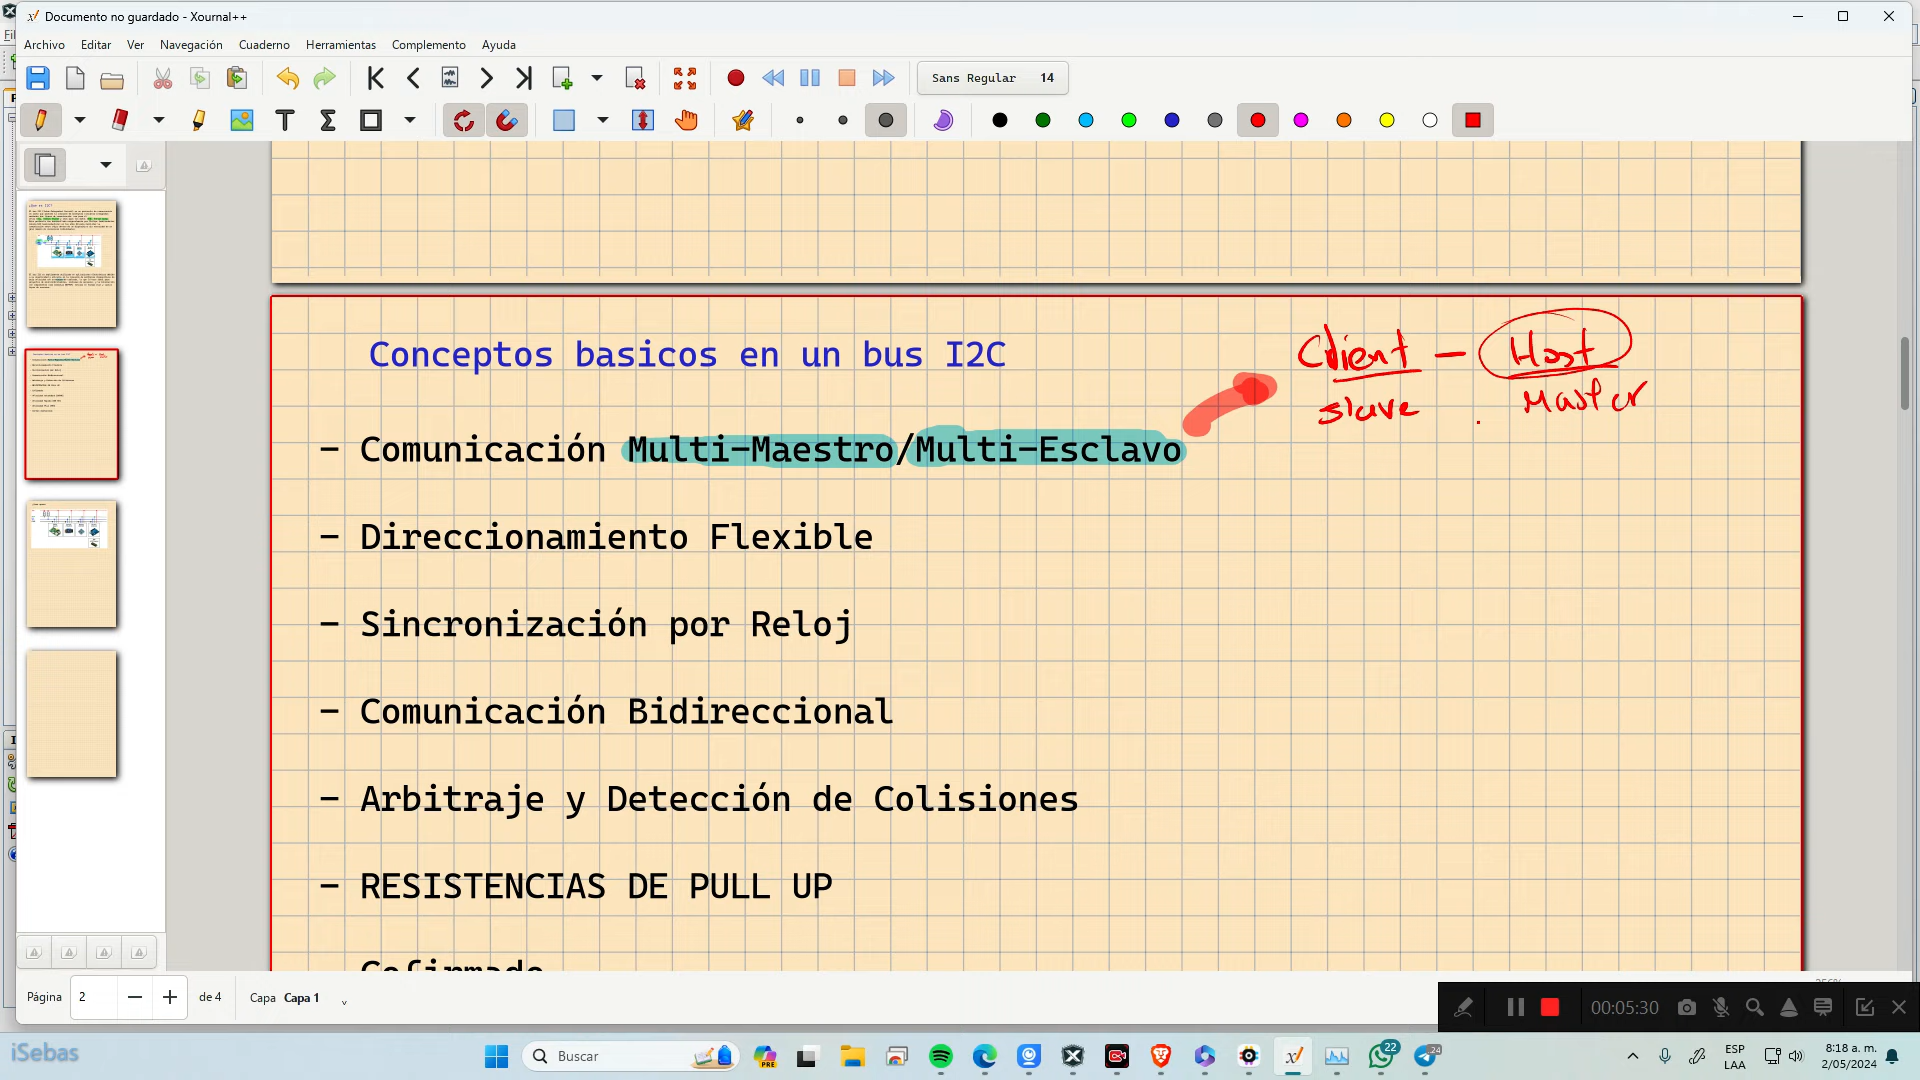 Documento no guardado - Xournal++
Archivo Editar Ver Navegación Cuaderno Herramientas Complemento Ayuda
Sans Regular 14
Conceptos basicos en un bus I2C
Client - Host
slave Master
- Comunicación Multi-Maestro/Multi-Esclavo
- Direccionamiento Flexible
- Sincronización por Reloj
- Comunicación Bidireccional
- Arbitraje y Detección de Colisiones
- RESISTENCIAS DE PULL UP
Página 2 de 4 Capa Capa 1
00:05:30
iSebas
Buscar
PRE
22
24
ESP
LAA
8:18 a. m.
2/05/2024